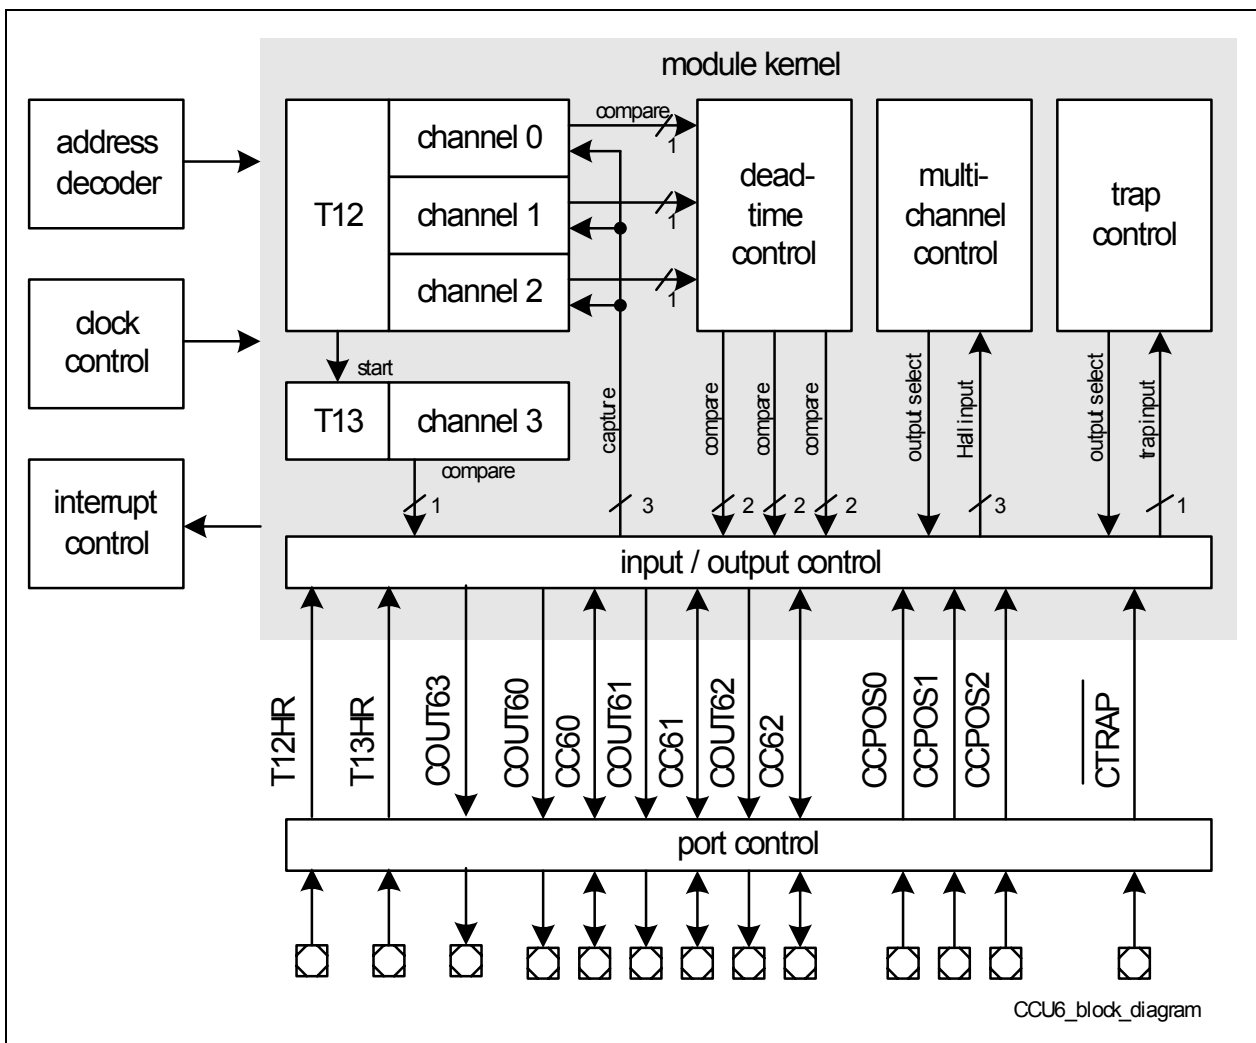 module kernel
address
decoder
clock
control
interrupt
control
T12
channel 0
channel 1
channel 2
compare
1
1
1
dead-
time
control
multi-
channel
control
trap
control
start
T13
channel 3
compare
1
capture
3
compare
2
compare
2
compare
2
output select
Hall input
3
output select
trap input
1
input / output control
T12HR
T13HR
COUT63
COUT60
CC60
COUT61
CC61
COUT62
CC62
CCPOS0
CCPOS1
CCPOS2
CTRAP
port control
CCU6_block_diagram